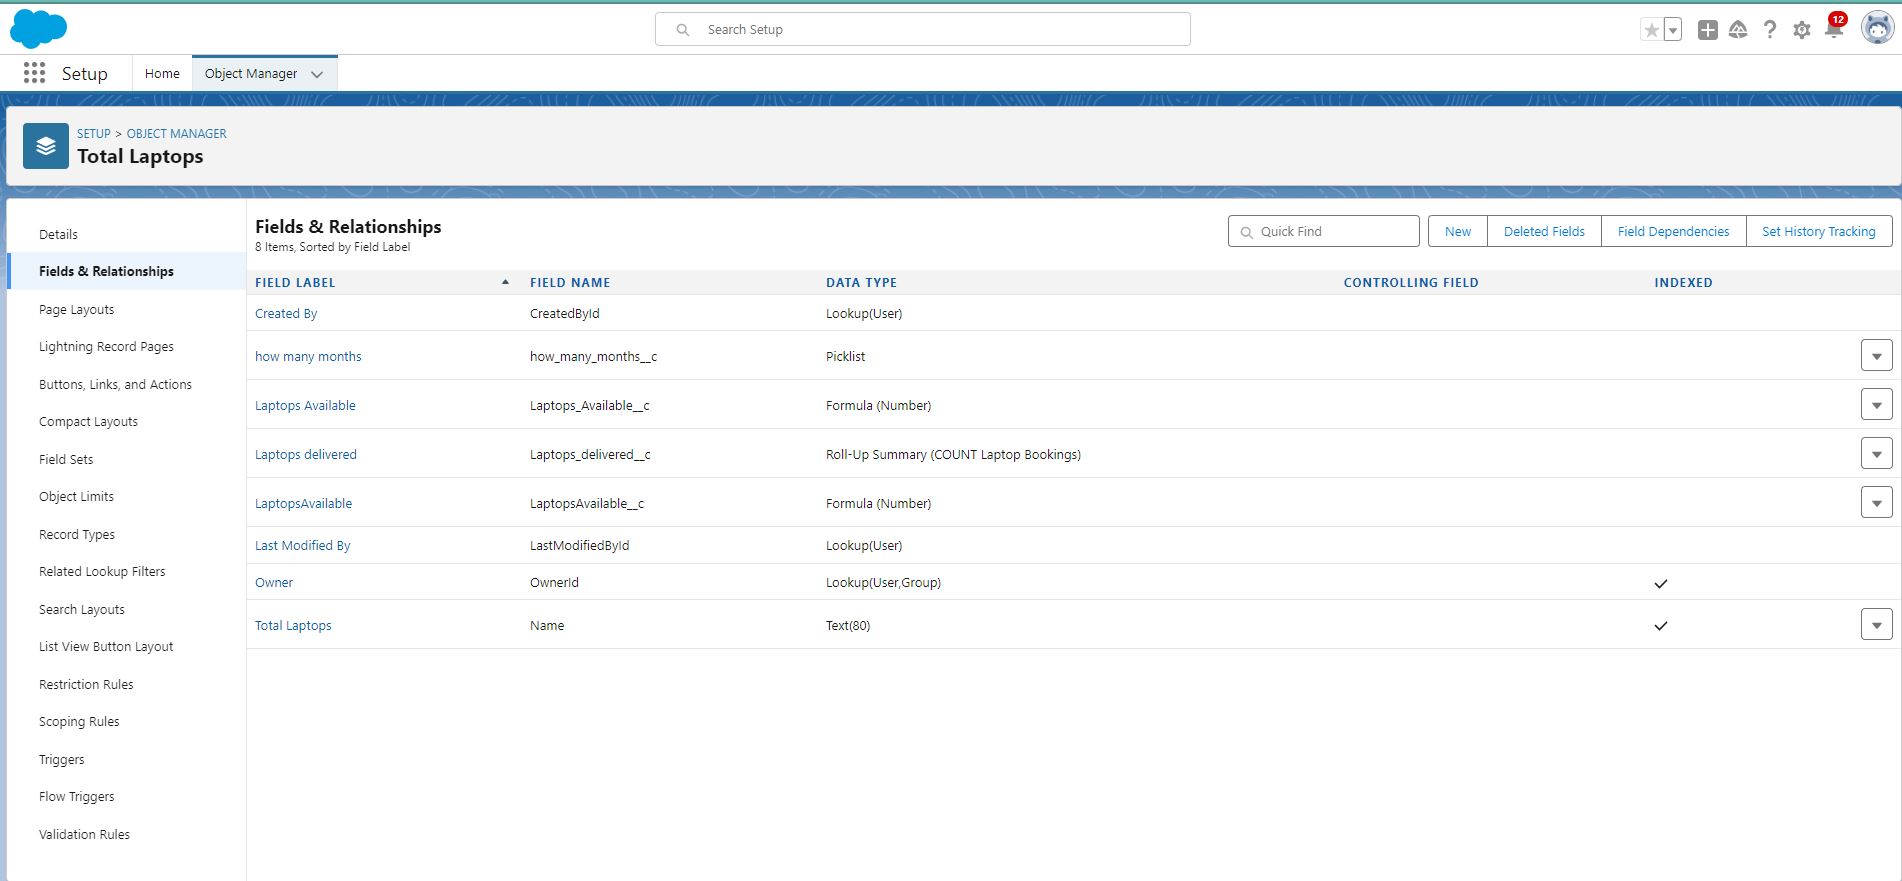 Search Setup
12
Setup
Home
Object Manager
SETUP > OBJECT MANAGER
Total Laptops
Details
Fields & Relationships
Page Layouts
Lightning Record Pages
Buttons, Links, and Actions
Compact Layouts
Field Sets
Object Limits
Record Types
Related Lookup Filters
Search Layouts
List View Button Layout
Restriction Rules
Scoping Rules
Triggers
Flow Triggers
Validation Rules
Fields & Relationships
8 Items, Sorted by Field Label
Quick Find
New
Deleted Fields
Field Dependencies
Set History Tracking
FIELD LABEL FIELD NAME DATA TYPE CONTROLLING FIELD INDEXED
Created By CreatedById Lookup(User)
how many months how_many_months__c Picklist
Laptops Available Laptops_Available__c Formula (Number)
Laptops delivered Laptops_delivered__c Roll-Up Summary (COUNT Laptop Bookings)
LaptopsAvailable LaptopsAvailable__c Formula (Number)
Last Modified By LastModifiedById Lookup(User)
Owner OwnerId Lookup(User,Group)
Total Laptops Name Text(80)